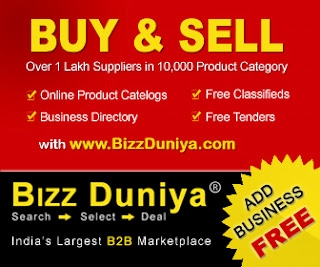 BUY & SELL
Over 1 Lakh Suppliers in 10,000 Product Category
Online Product Catelogs
Free Classifieds
Business Directory
Free Tenders
with www.BizzDuniya.com
Bizz Duniya®
Search ➡ Select ➡ Deal
India's Largest B2B Marketplace
ADD
BUSINESS
FREE